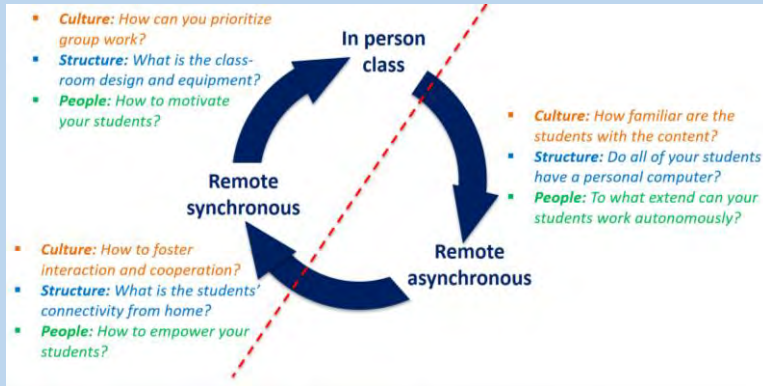 ▪ Culture: How can you prioritize
group work?
▪ Structure: What is the class-
room design and equipment?
▪ People: How to motivate
your students?
In person
class
▪ Culture: How familiar are the
students with the content?
▪ Structure: Do all of your students
have a personal computer?
▪ People: To what extend can your
students work autonomously?
Remote
synchronous
Remote
asynchronous
▪ Culture: How to foster
interaction and cooperation?
▪ Structure: What is the students’
connectivity from home?
▪ People: How to empower your
students?